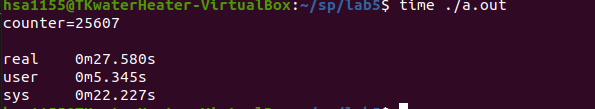 hsa1155@TKwaterHeater-VirtualBox:~/sp/lab5$ time ./a.out
counter=25607
real 0m27.580s
user 0m5.345s
sys 0m22.227s